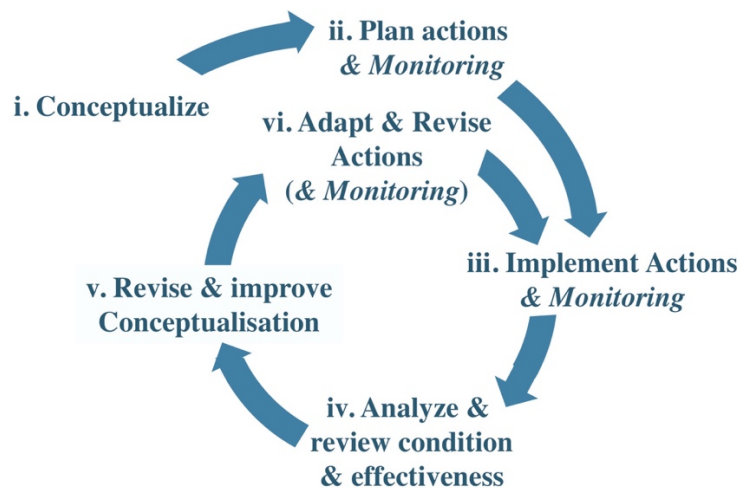 i. Conceptualize
ii. Plan actions
& Monitoring
iii. Implement Actions
& Monitoring
iv. Analyze &
review condition
& effectiveness
v. Revise & improve
Conceptualisation
vi. Adapt & Revise
Actions
(& Monitoring)